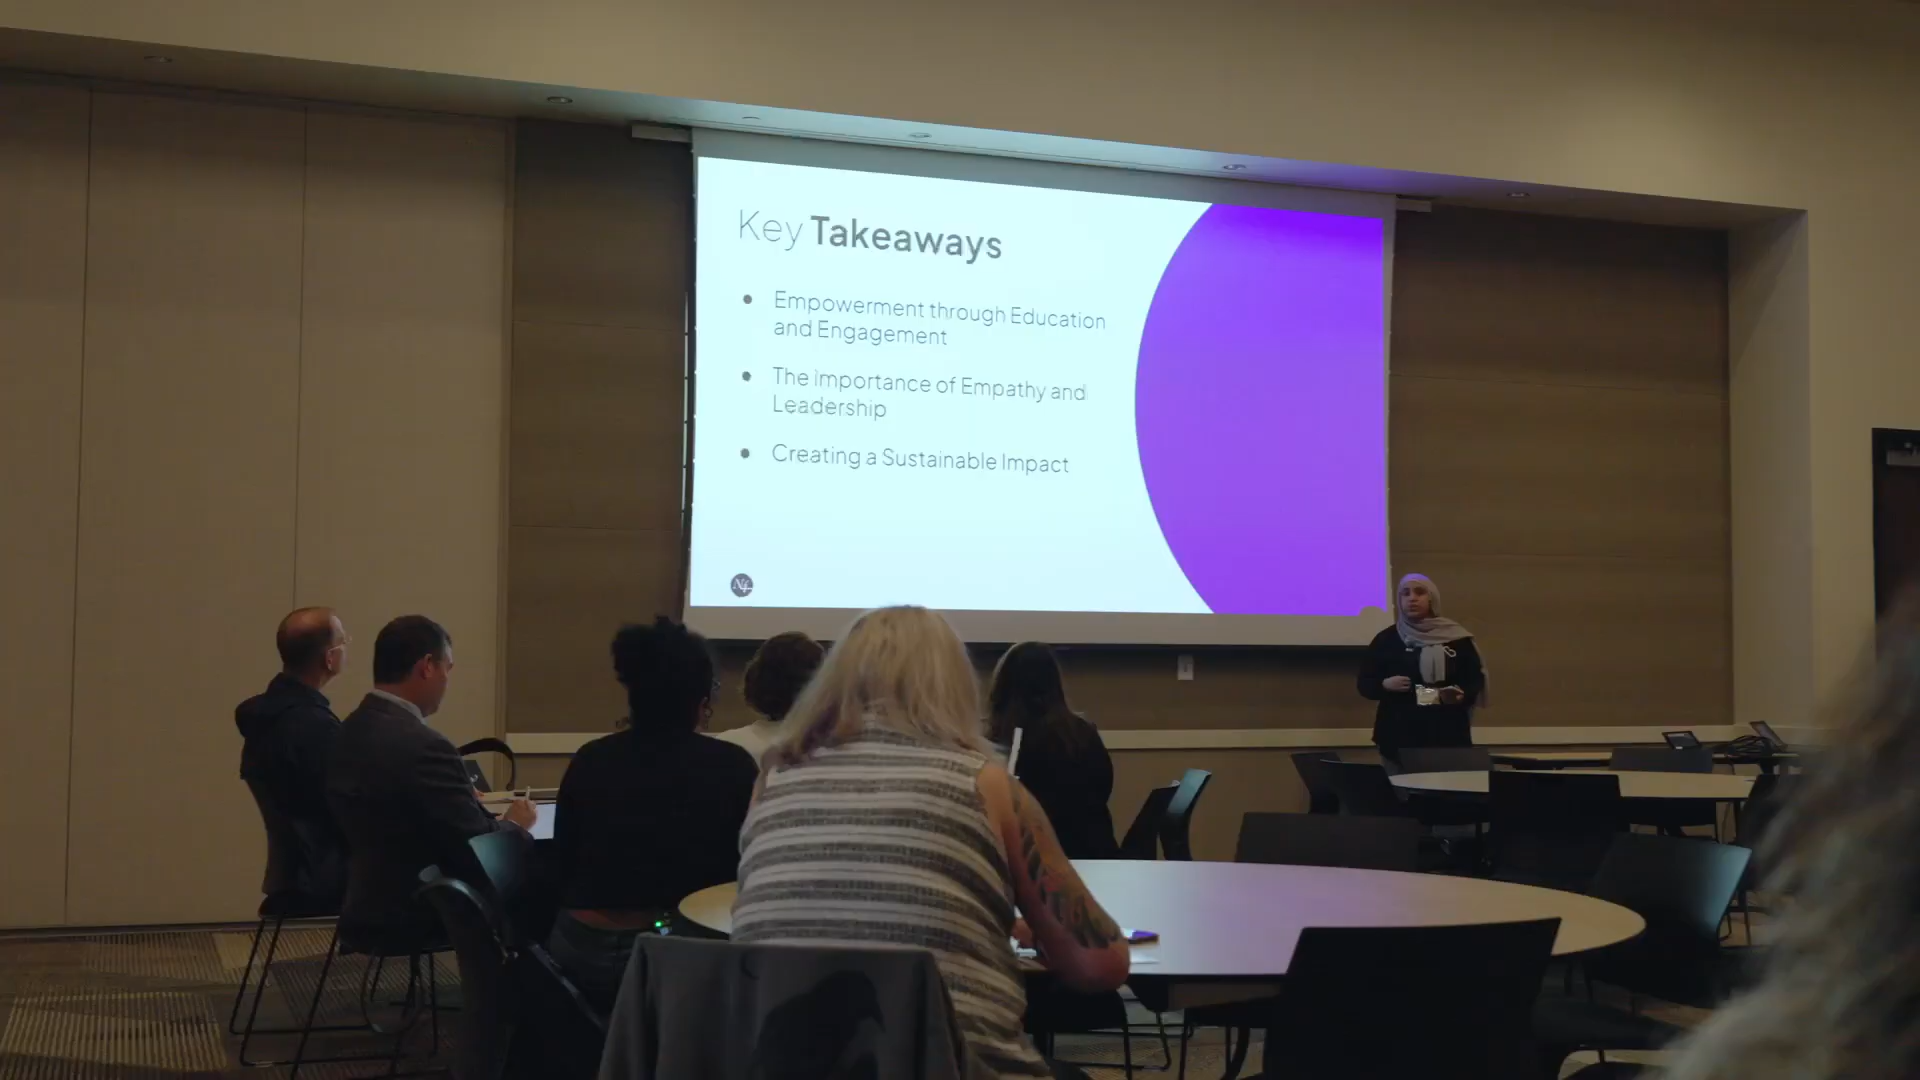 Key Takeaways
• Empowerment through Education
and Engagement
• The Importance of Empathy and
Leadership
• Creating a Sustainable Impact